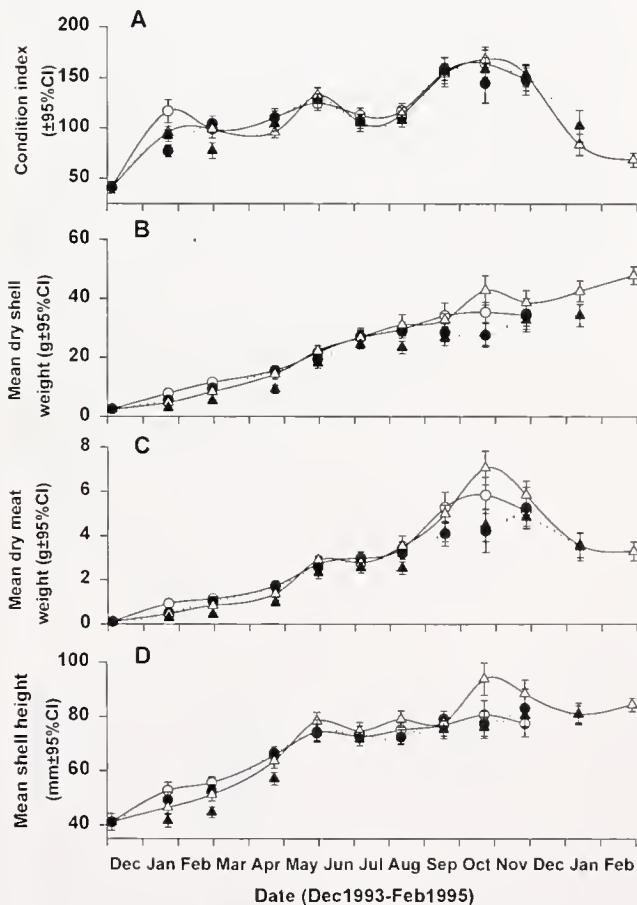 A
200
150
100
50
Condition index
(±95%CI)
B
60
40
20
0
Mean dry shell
weight (g±95%CI)
C
8
6
4
2
0
Mean dry meat
weight (g±95%CI)
D
100
80
60
40
Mean shell height
(mm±95%CI)
Dec Jan Feb Mar Apr May Jun Jul Aug Sep Oct Nov Dec Jan Feb
Date (Dec1993-Feb1995)